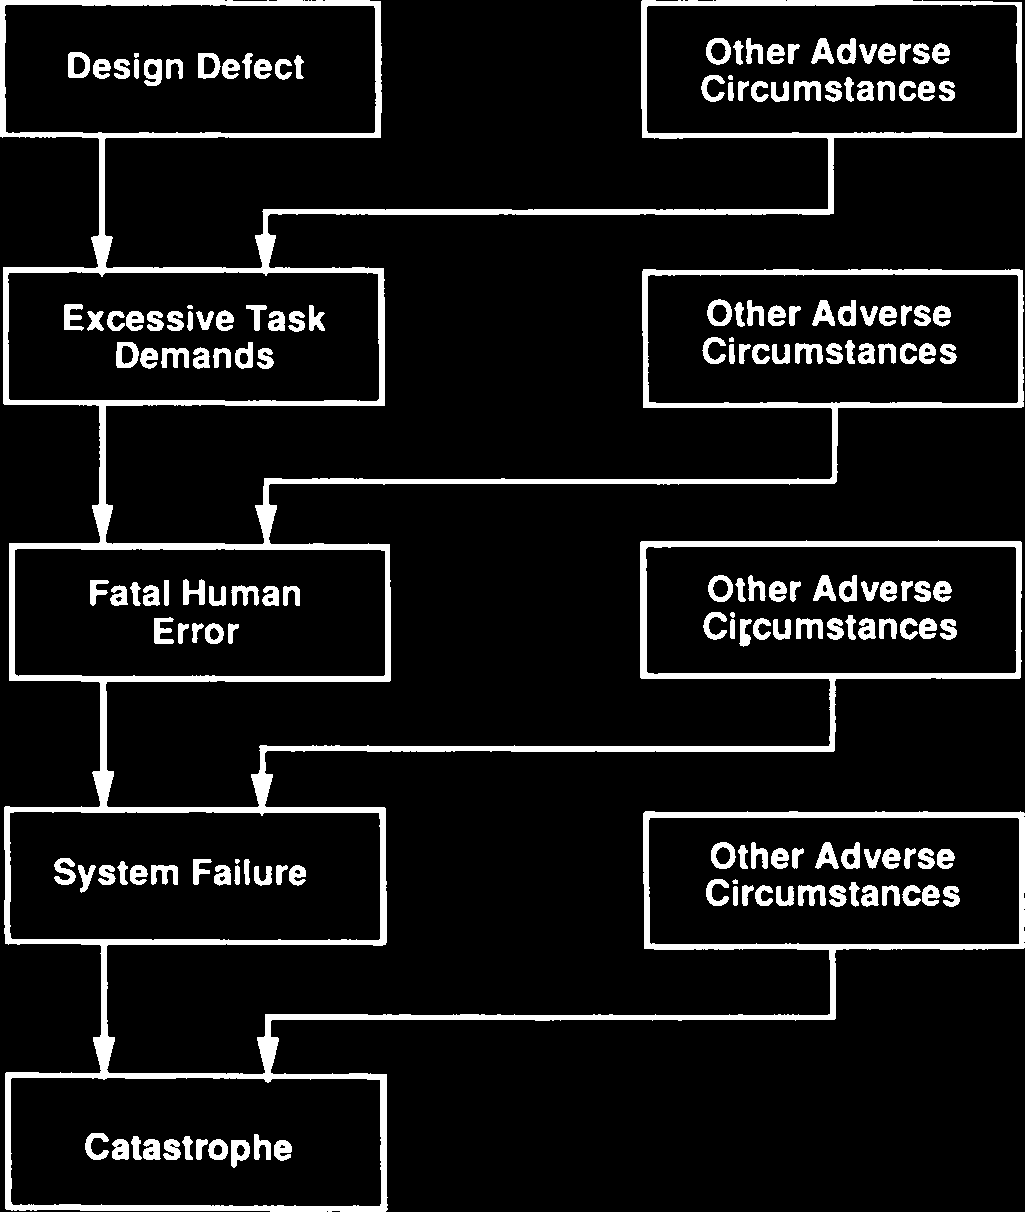 Design Defect
Other Adverse
Circumstances
Excessive Task
Demands
Other Adverse
Circumstances
Fatal Human
Error
Other Adverse
Circumstances
System Failure
Other Adverse
Circumstances
Catastrophe